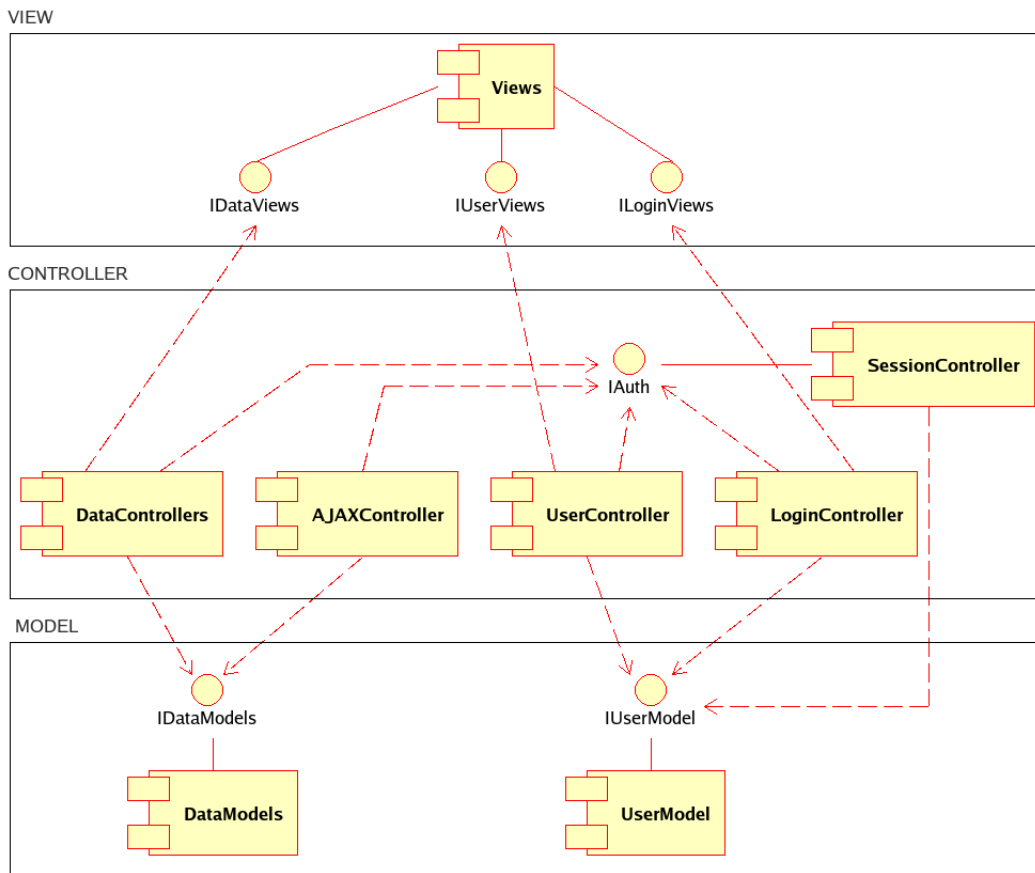 VIEW
Views
IDataViews
IUserViews
ILoginViews
CONTROLLER
SessionController
IAuth
DataControllers
AJAXController
UserController
LoginController
MODEL
IDataModels
IUserModel
DataModels
UserModel